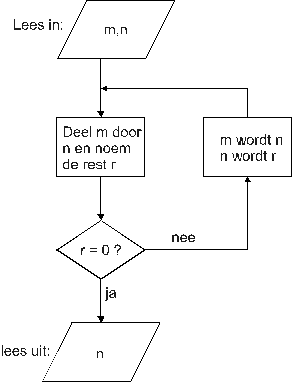 Lees in:
m,n
Deel m door
n en noem
de rest r
m wordt n
n wordt r
r = 0 ?
nee
ja
lees uit:
n